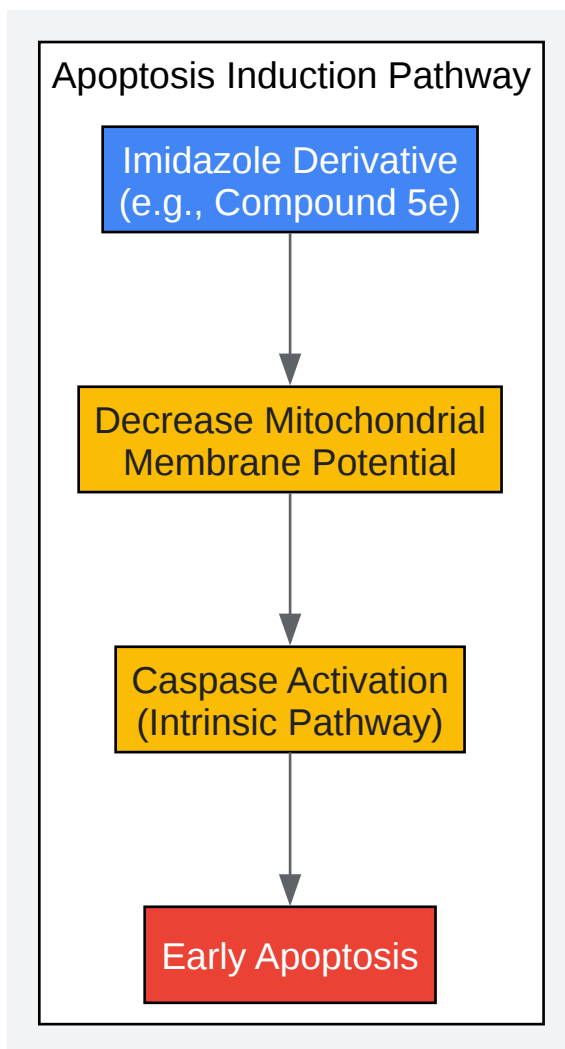 Apoptosis Induction Pathway
Imidazole Derivative
(e.g., Compound 5e)
Decrease Mitochondrial
Membrane Potential
Caspase Activation
(Intrinsic Pathway)
Early Apoptosis